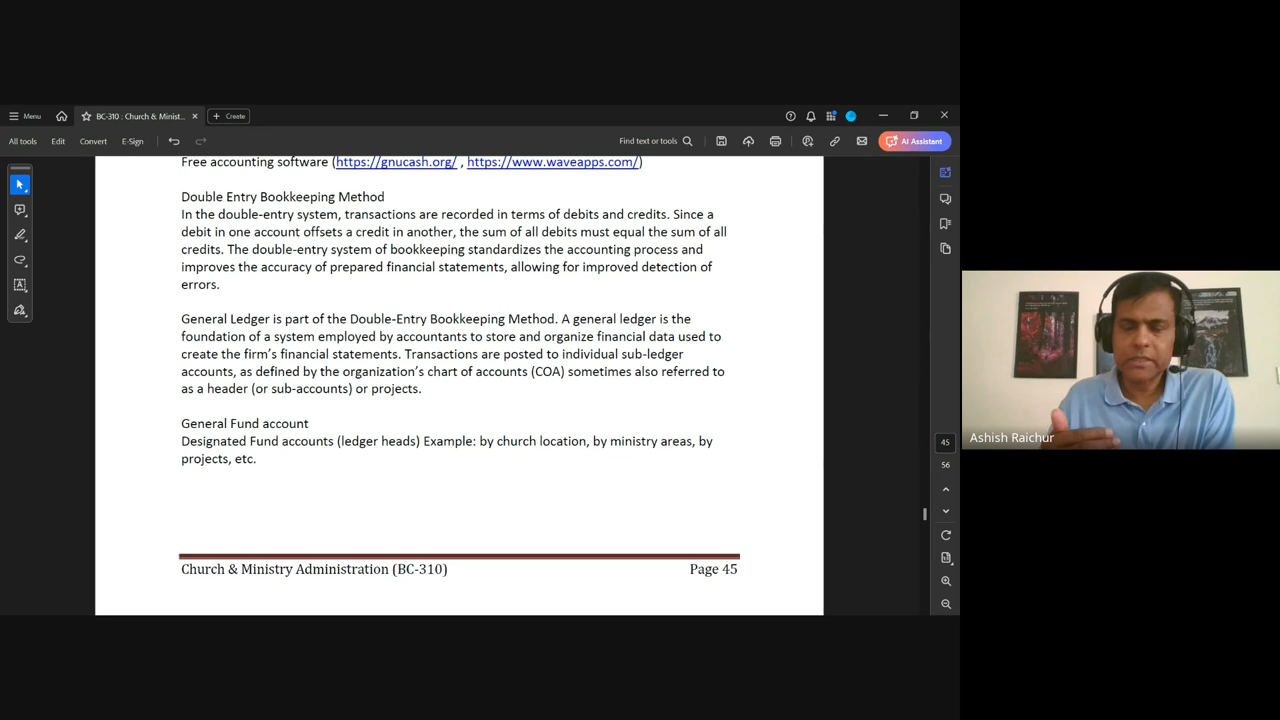 Menu
BC-310 : Church & Minist...
Create
All tools
Edit
Convert
E-Sign
Find text or tools
AI Assistant
Free accounting software (https://gnucash.org/ , https://www.waveapps.com/)
Double Entry Bookkeeping Method
In the double-entry system, transactions are recorded in terms of debits and credits. Since a
debit in one account offsets a credit in another, the sum of all debits must equal the sum of all
credits. The double-entry system of bookkeeping standardizes the accounting process and
improves the accuracy of prepared financial statements, allowing for improved detection of
errors.
General Ledger is part of the Double-Entry Bookkeeping Method. A general ledger is the
foundation of a system employed by accountants to store and organize financial data used to
create the firm's financial statements. Transactions are posted to individual sub-ledger
accounts, as defined by the organization's chart of accounts (COA) sometimes also referred to
as a header (or sub-accounts) or projects.
General Fund account
Designated Fund accounts (ledger heads) Example: by church location, by ministry areas, by
projects, etc.
Church & Ministry Administration (BC-310)
Page 45
45
56
Ashish Raichur